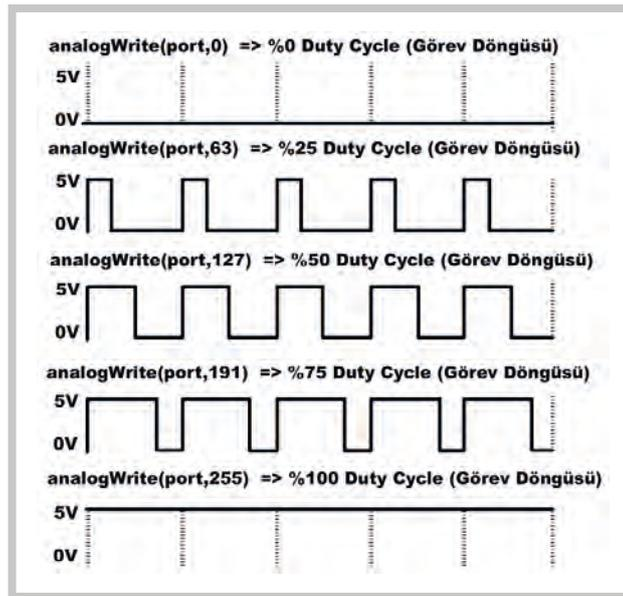 analogWrite(port,0) => %0 Duty Cycle (Görev Döngüsü)
5V
0V
analogWrite(port,63) => %25 Duty Cycle (Görev Döngüsü)
5V
0V
analogWrite(port,127) => %50 Duty Cycle (Görev Döngüsü)
5V
0V
analogWrite(port,191) => %75 Duty Cycle (Görev Döngüsü)
5V
0V
analogWrite(port,255) => %100 Duty Cycle (Görev Döngüsü)
5V
0V